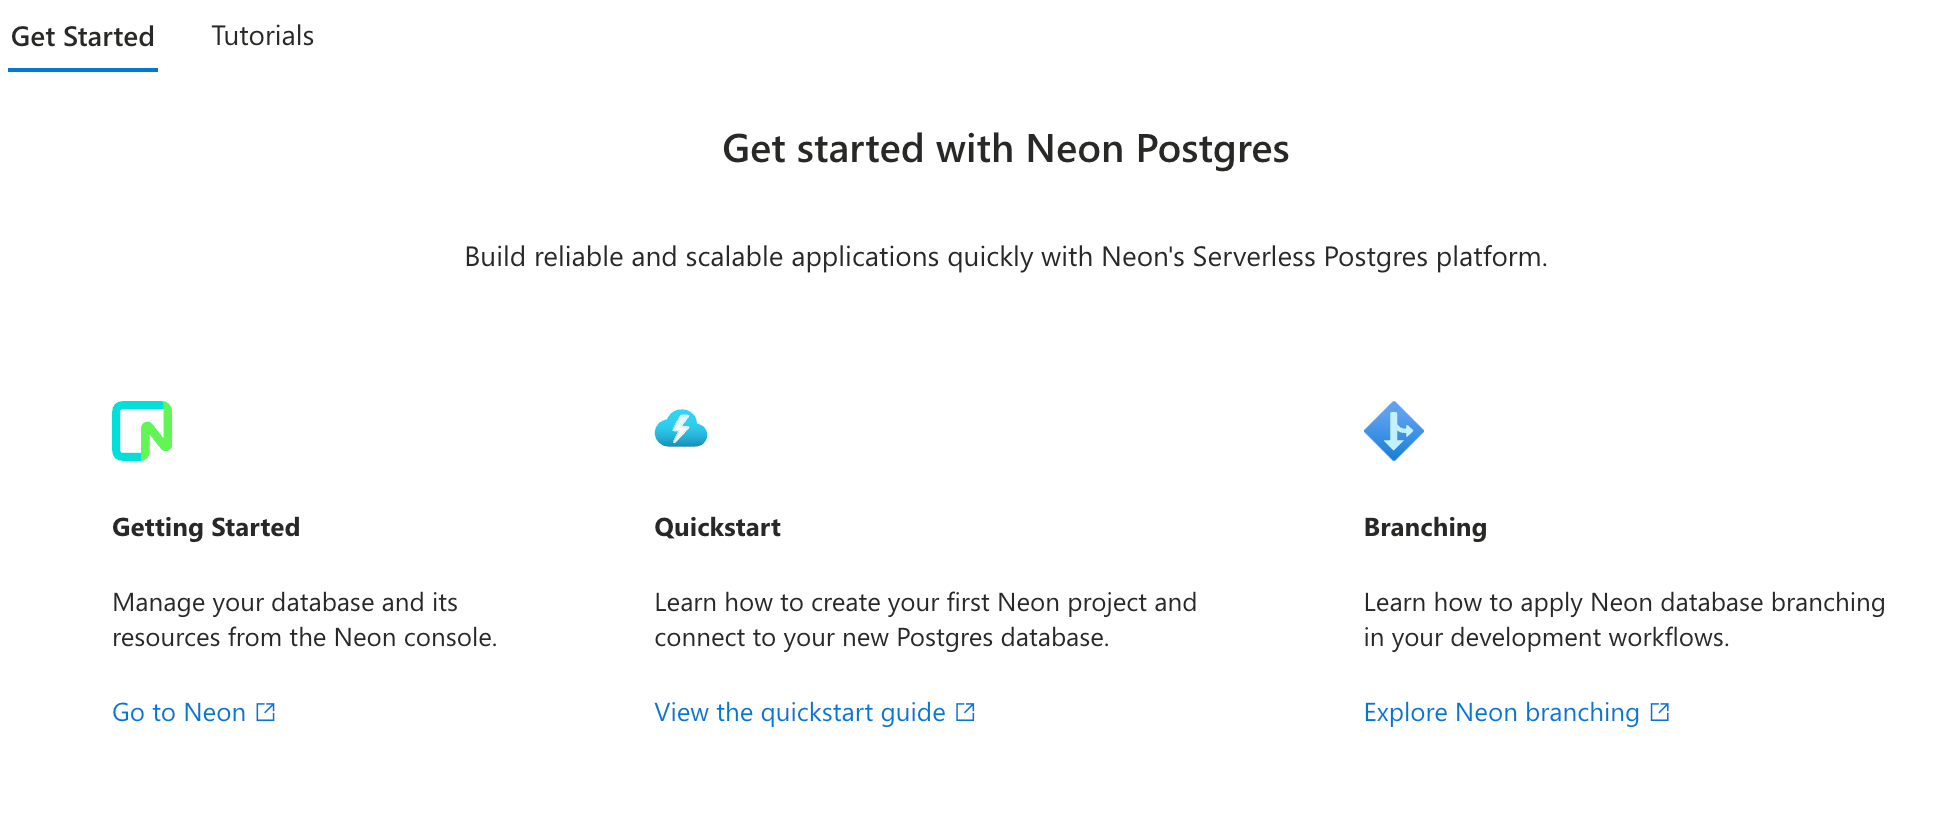 Get Started
Tutorials
Get started with Neon Postgres
Build reliable and scalable applications quickly with Neon's Serverless Postgres platform.
Getting Started
Manage your database and its
resources from the Neon console.
Go to Neon
Quickstart
Learn how to create your first Neon project and
connect to your new Postgres database.
View the quickstart guide
Branching
Learn how to apply Neon database branching
in your development workflows.
Explore Neon branching